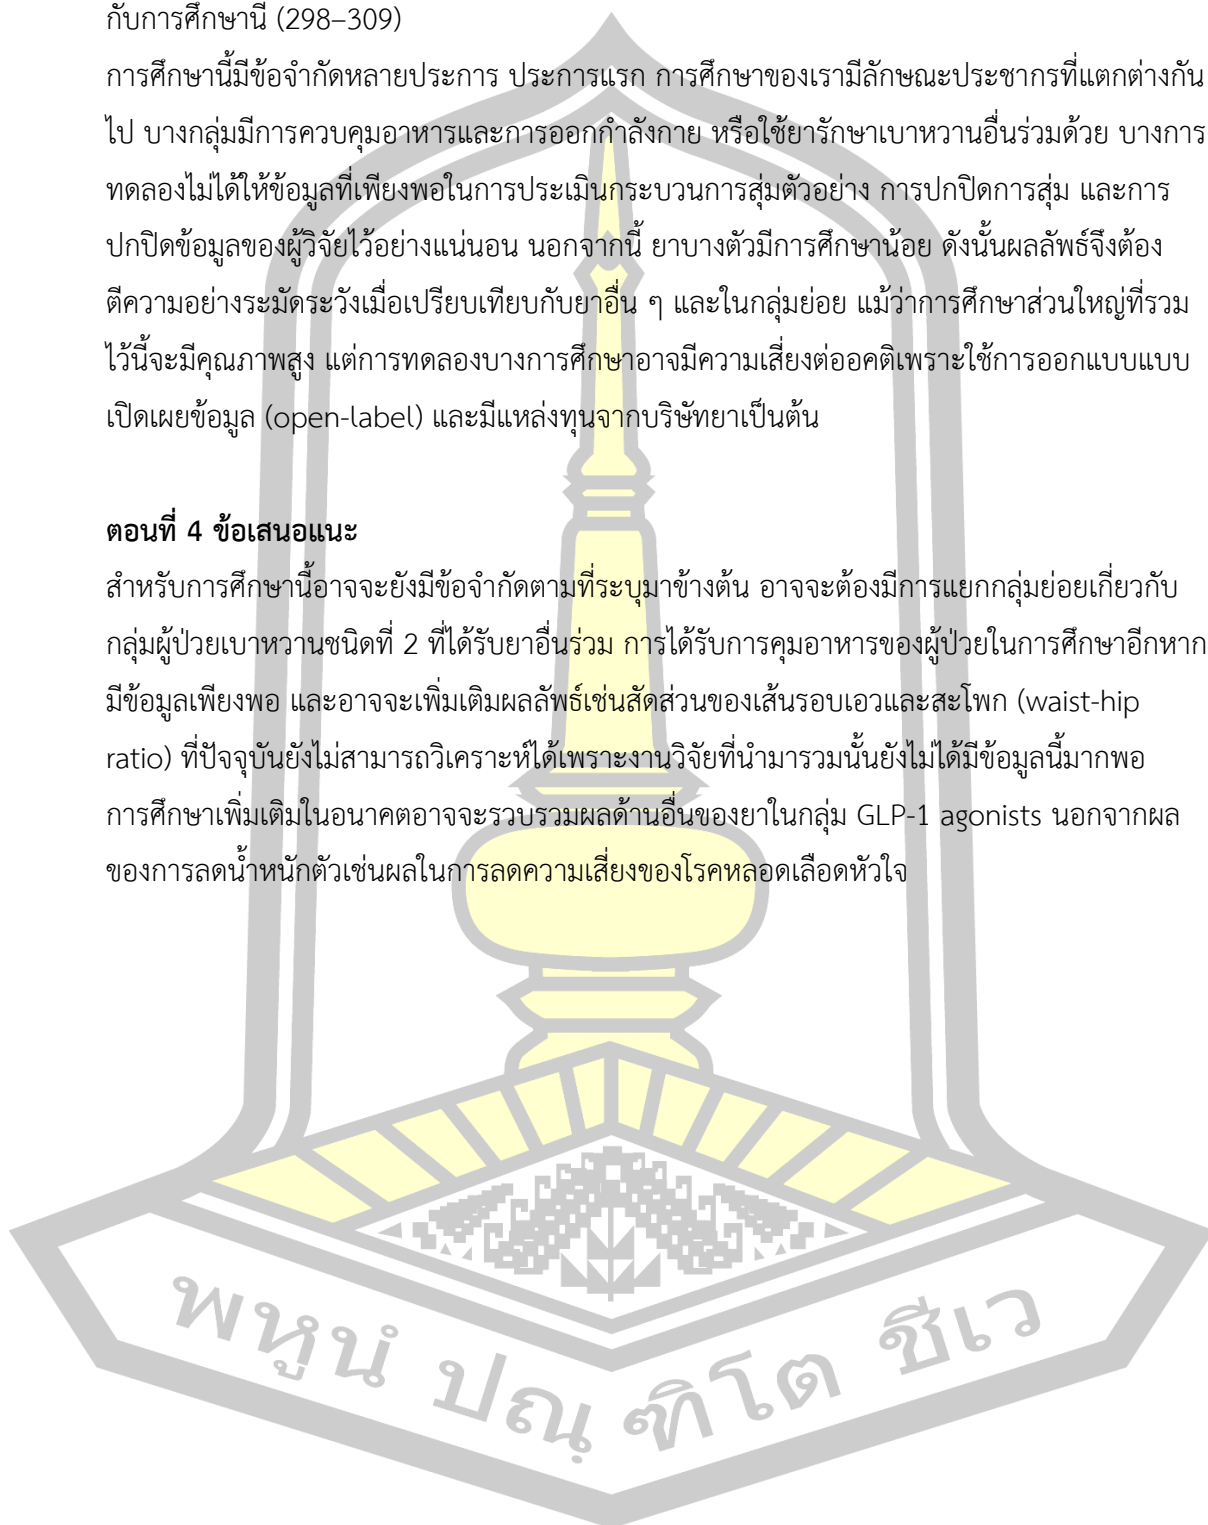 กับการศึกษานี้ (298–309)
การศึกษานี้มีข้อจำกัดหลายประการ ประการแรก การศึกษาของเรามีลักษณะประชากรที่แตกต่างกัน
ไป บางกลุ่มมีการควบคุมอาหารและการออกกำลังกาย หรือใช้ยารักษาเบาหวานอื่นร่วมด้วย บางการ
ทดลองไม่ได้ให้ข้อมูลที่เพียงพอในการประเมินกระบวนการสุ่มตัวอย่าง การปกปิดการสุ่ม และการ
ปกปิดข้อมูลของผู้วิจัยไว้อย่างแน่นอน นอกจากนี้ ยาบางตัวมีการศึกษาน้อย ดังนั้นผลลัพธ์จึงต้อง
ตีความอย่างระมัดระวังเมื่อเปรียบเทียบกับยาอื่น ๆ และในกลุ่มย่อย แม้ว่าการศึกษาส่วนใหญ่ที่รวม
ไว้นี้จะมีคุณภาพสูง แต่การทดลองบางการศึกษาอาจมีความเสี่ยงต่ออคติเพราะใช้การออกแบบแบบ
เปิดเผยข้อมูล (open-label) และมีแหล่งทุนจากบริษัทยาเป็นต้น
ตอนที่ 4 ข้อเสนอแนะ
สำหรับการศึกษานี้อาจจะยังมีข้อจำกัดตามที่ระบุมาข้างต้น อาจจะต้องมีการแยกกลุ่มย่อยเกี่ยวกับ
กลุ่มผู้ป่วยเบาหวานชนิดที่ 2 ที่ได้รับยาอื่นร่วม การได้รับการคุมอาหารของผู้ป่วยในการศึกษาอีกหาก
มีข้อมูลเพียงพอ และอาจจะเพิ่มเติมผลลัพธ์เช่นสัดส่วนของเส้นรอบเอวและสะโพก (waist-hip
ratio) ที่ปัจจุบันยังไม่สามารถวิเคราะห์ได้เพราะงานวิจัยที่นำมารวมนั้นยังไม่ได้มีข้อมูลนี้มากพอ
การศึกษาเพิ่มเติมในอนาคตอาจจะรวบรวมผลด้านอื่นของยาในกลุ่ม GLP-1 agonists นอกจากผล
ของการลดน้ำหนักตัวเช่นผลในการลดความเสี่ยงของโรคหลอดเลือดหัวใจ
พหูนํ ปณฺฑิโต ชีเว